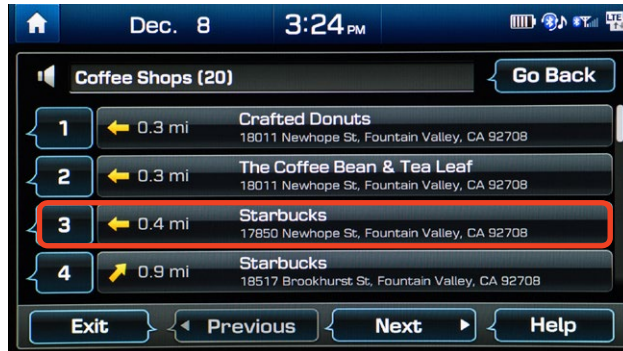 Dec. 8
3:24 PM
LTE
Coffee Shops (20)
Go Back
1
0.3 mi
Crafted Donuts
18011 Newhope St, Fountain Valley, CA 92708
2
0.3 mi
The Coffee Bean & Tea Leaf
18011 Newhope St, Fountain Valley, CA 92708
3
0.4 mi
Starbucks
17850 Newhope St, Fountain Valley, CA 92708
4
0.9 mi
Starbucks
18517 Brookhurst St, Fountain Valley, CA 92708
Exit
Previous
Next
Help